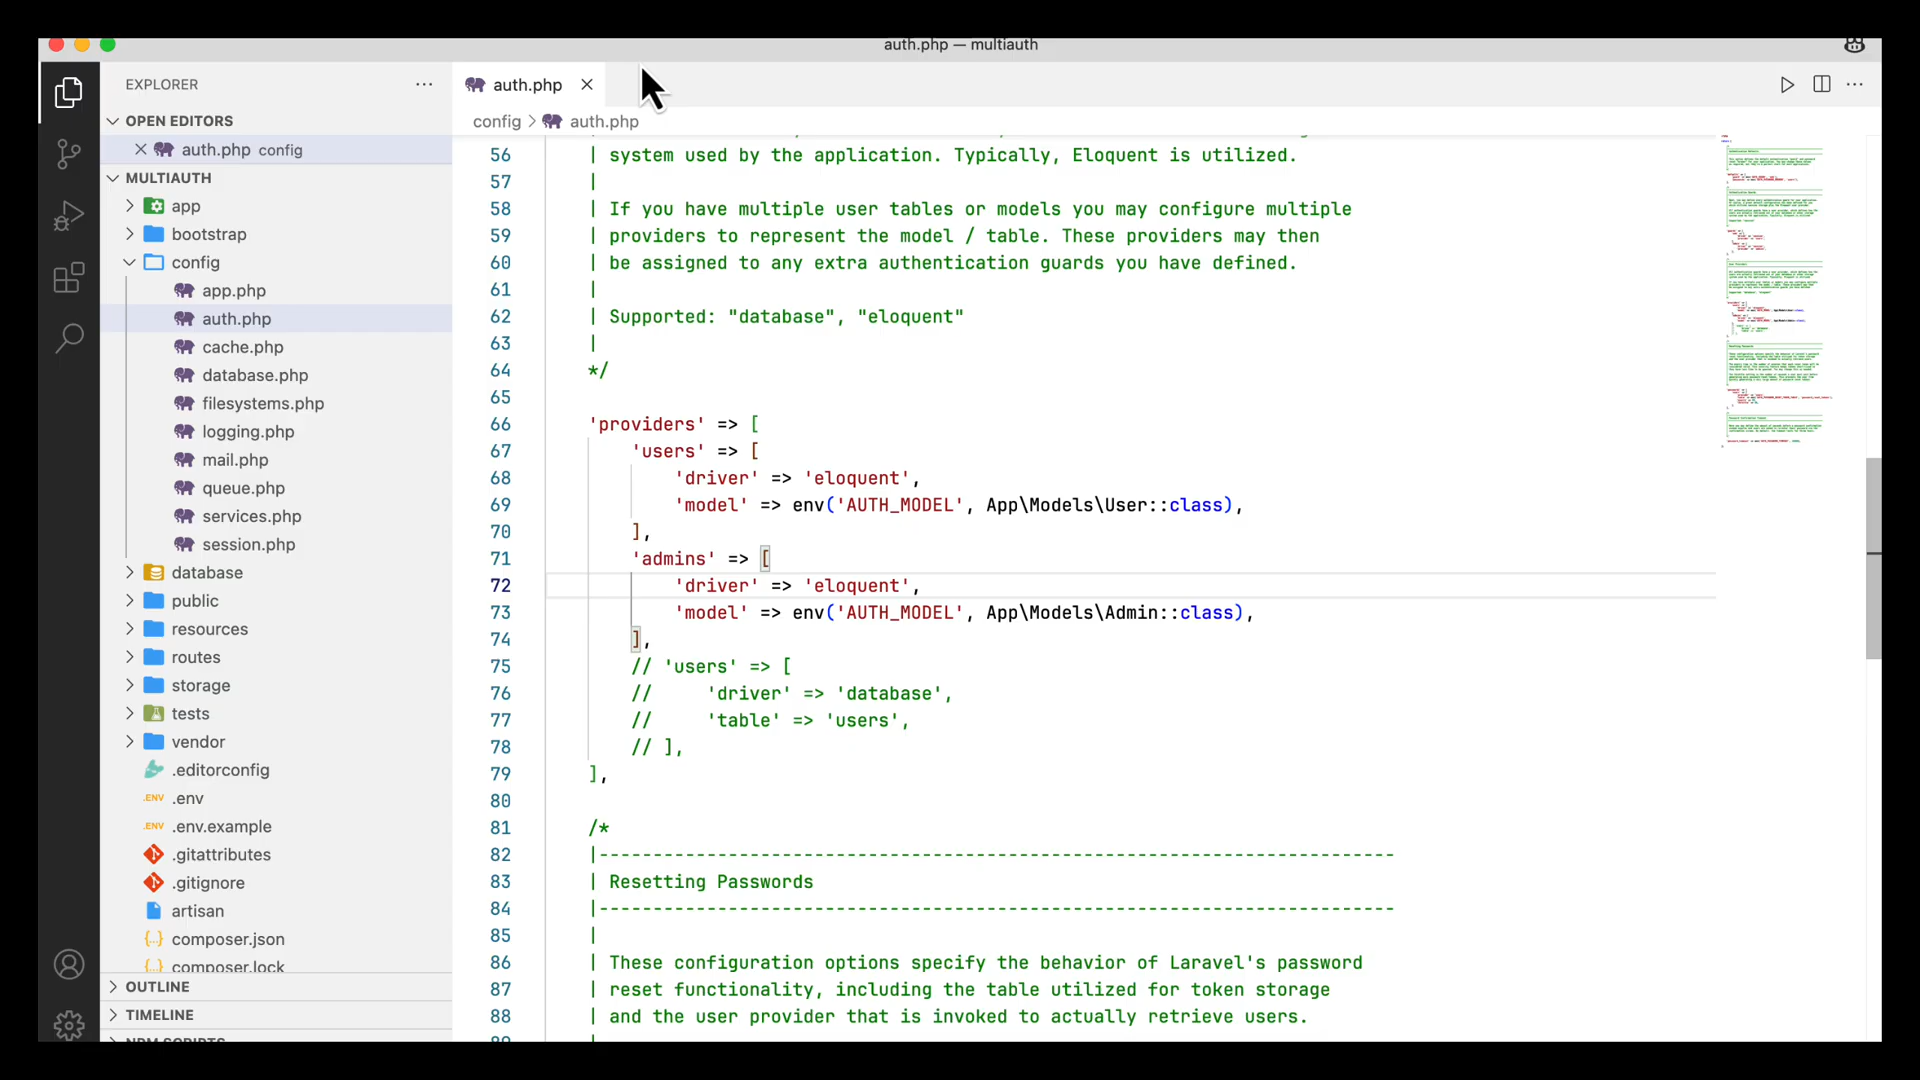 auth.php — multiauth
EXPLORER
auth.php
OPEN EDITORS
config > auth.php
auth.php config
MULTIAUTH
app
bootstrap
config
app.php
auth.php
cache.php
database.php
filesystems.php
logging.php
mail.php
queue.php
services.php
session.php
database
public
resources
routes
storage
tests
vendor
.editorconfig
.ENV .env
.ENV .env.example
.gitattributes
.gitignore
artisan
{..} composer.json
{..} composer.lock
OUTLINE
TIMELINE
NPM SCRIPTS
56 | system used by the application. Typically, Eloquent is utilized.
57 |
58 | If you have multiple user tables or models you may configure multiple
59 | providers to represent the model / table. These providers may then
60 | be assigned to any extra authentication guards you have defined.
61 |
62 | Supported: "database", "eloquent"
63 |
64 */
65
66 'providers' => [
67 'users' => [
68 'driver' => 'eloquent',
69 'model' => env('AUTH_MODEL', App\Models\User::class),
70 ],
71 'admins' => [
72 'driver' => 'eloquent',
73 'model' => env('AUTH_MODEL', App\Models\Admin::class),
74 ],
75 // 'users' => [
76 // 'driver' => 'database',
77 // 'table' => 'users',
78 // ],
79 ],
80
81 /*
82 |--------------------------------------------------------------------------
83 | Resetting Passwords
84 |--------------------------------------------------------------------------
85 |
86 | These configuration options specify the behavior of Laravel's password
87 | reset functionality, including the table utilized for token storage
88 | and the user provider that is invoked to actually retrieve users.
89 |